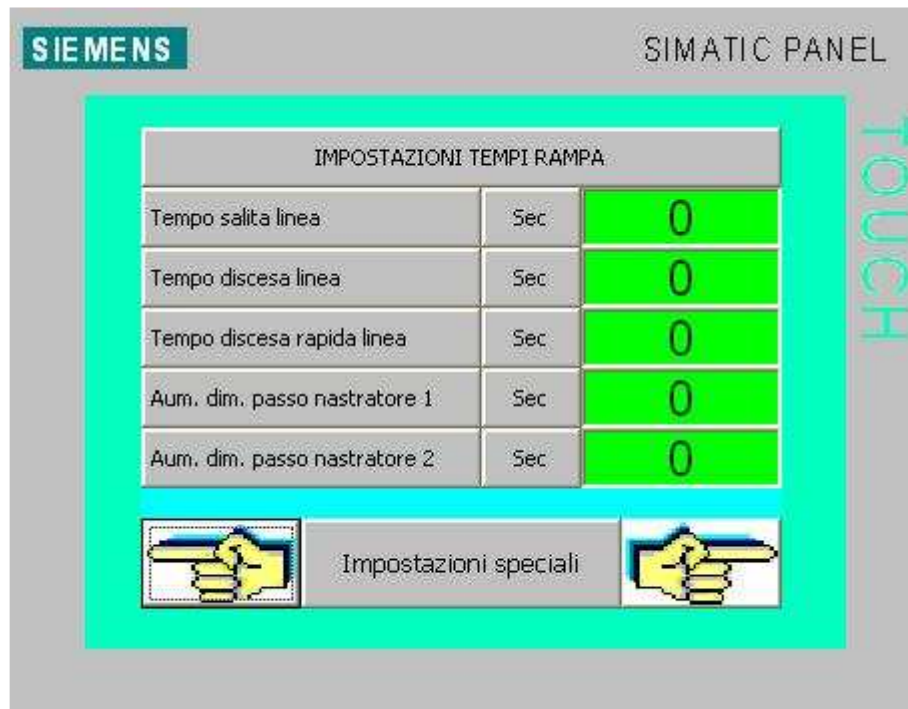 SIEMENS
SIMATIC PANEL
TOUCH
IMPOSTAZIONI TEMPI RAMPA
Tempo salita linea Sec 0
Tempo discesa linea Sec 0
Tempo discesa rapida linea Sec 0
Aum. dim. passo nastratore 1 Sec 0
Aum. dim. passo nastratore 2 Sec 0
Impostazioni speciali